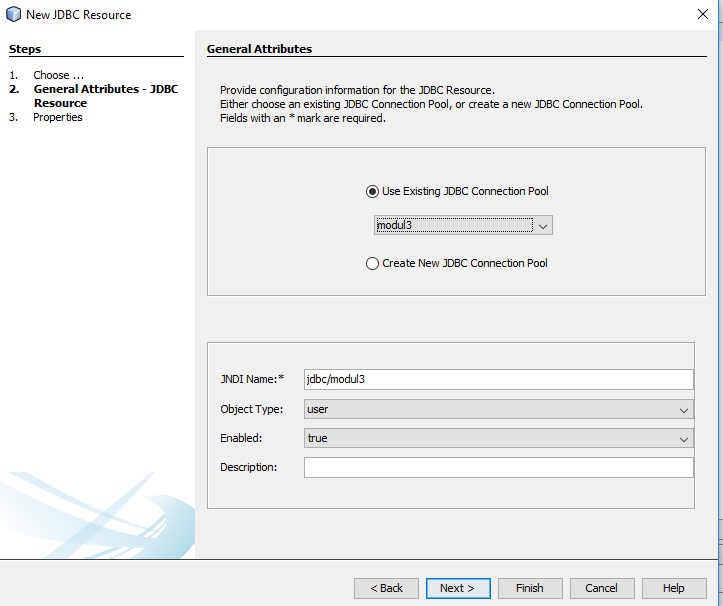 New JDBC Resource
Steps
1. Choose ...
2. General Attributes - JDBC
Resource
3. Properties
General Attributes
Provide configuration information for the JDBC Resource.
Either choose an existing JDBC Connection Pool, or create a new JDBC Connection Pool.
Fields with an * mark are required.
Use Existing JDBC Connection Pool
modul3
Create New JDBC Connection Pool
JNDI Name:* jdbc/modul3
Object Type: user
Enabled: true
Description:
< Back Next > Finish Cancel Help